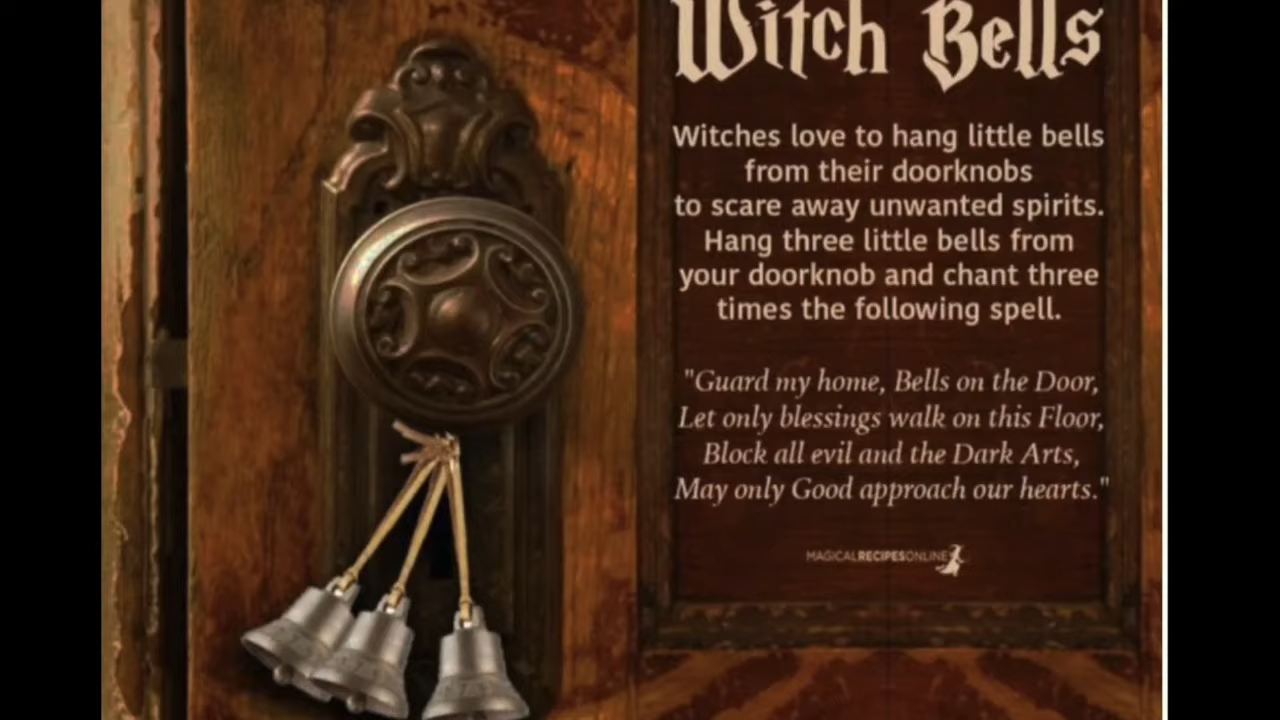 Witch Bells
Witches love to hang little bells
from their doorknobs
to scare away unwanted spirits.
Hang three little bells from
your doorknob and chant three
times the following spell.
"Guard my home, Bells on the Door,
Let only blessings walk on this Floor,
Block all evil and the Dark Arts,
May only Good approach our hearts."
MAGICALRECIPESONLINE